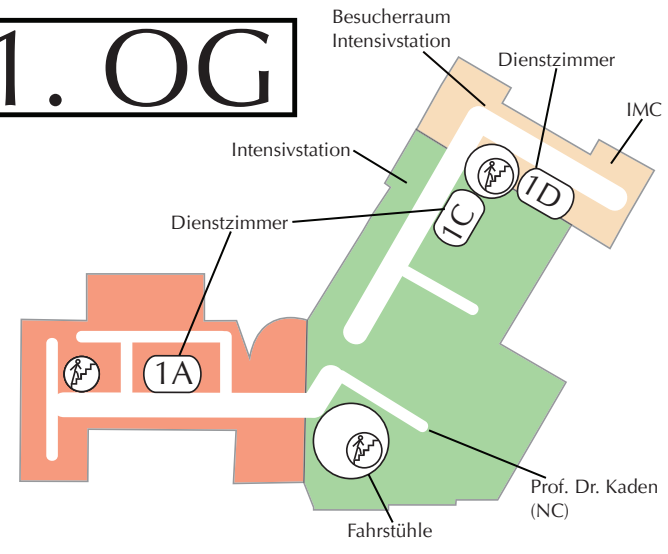 1. OG
Besucherraum
Intensivstation
Dienstzimmer
IMC
Intensivstation
1D
1C
Dienstzimmer
1A
Prof. Dr. Kaden
(NC)
Fahrstühle